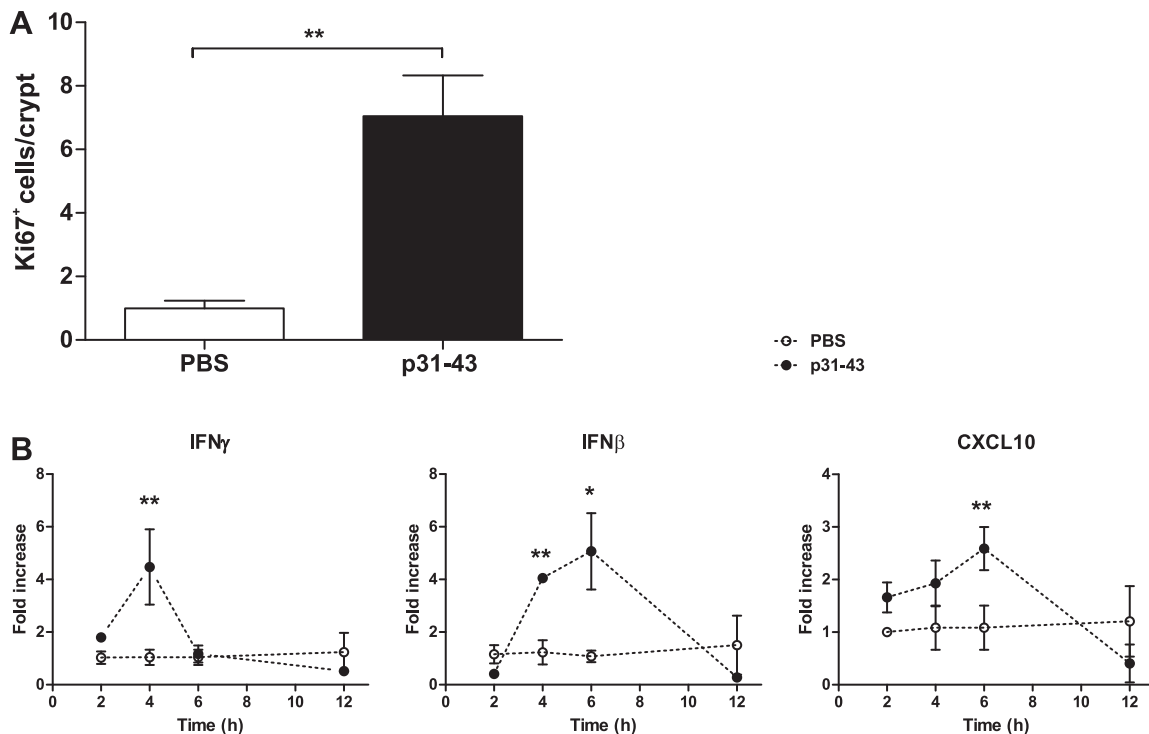 A
Ki67+ cells/crypt
10
8
6
4
2
0
**
PBS
p31-43
PBS
p31-43
B
IFNγ
Fold increase
8
6
4
2
0
**
0 2 4 6 8 10 12
Time (h)
IFNβ
Fold increase
8
6
4
2
0
**
*
0 2 4 6 8 10 12
Time (h)
CXCL10
Fold increase
4
3
2
1
0
**
0 2 4 6 8 10 12
Time (h)